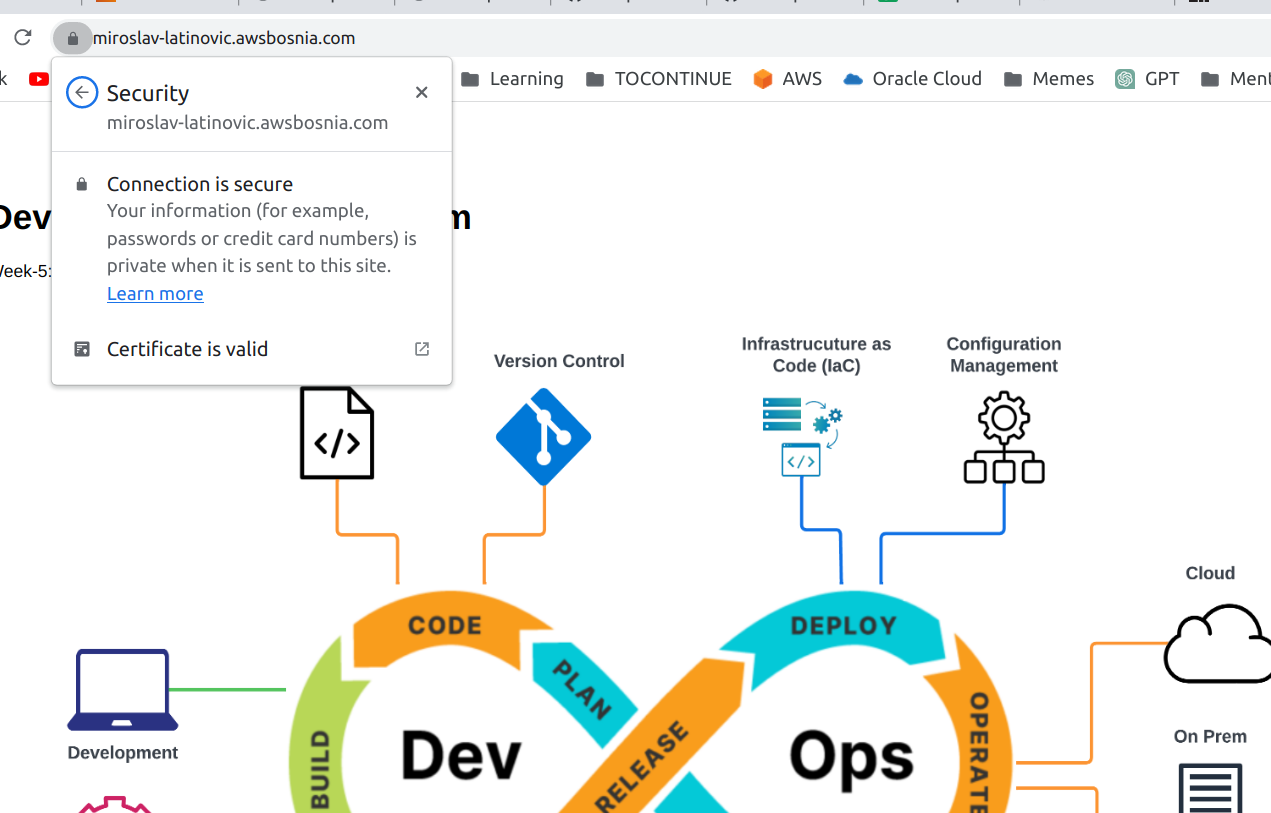 miroslav-latinovic.awsbosnia.com
k
Learning
TOCONTINUE
AWS
Oracle Cloud
Memes
GPT
Ment
Security
miroslav-latinovic.awsbosnia.com
Connection is secure
Your information (for example,
passwords or credit card numbers) is
private when it is sent to this site.
Learn more
Certificate is valid
Dev
m
Week-5:
Version Control
Infrastrucuture as
Code (IaC)
Configuration
Management
</>
</>
Cloud
CODE
DEPLOY
PLAN
OPERATE
Development
BUILD
Dev
RELEASE
Ops
On Prem